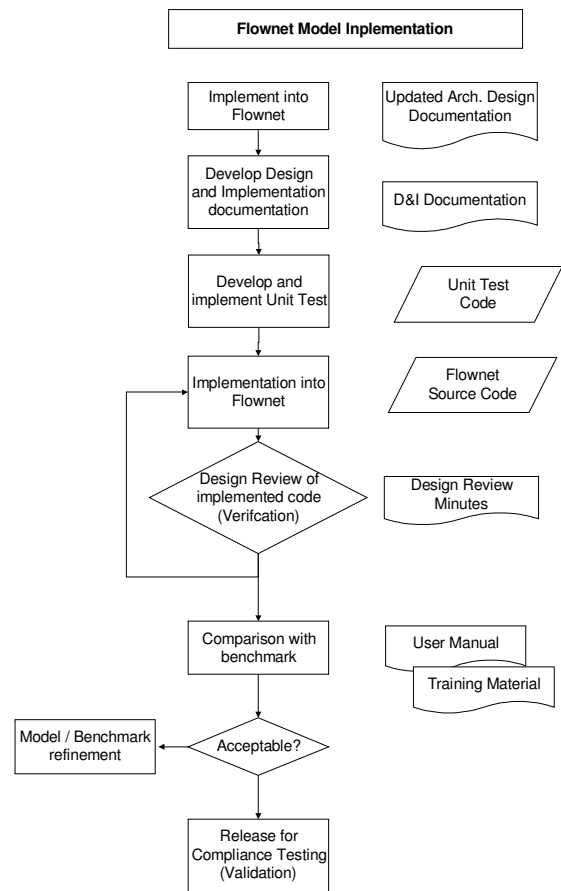 Flownet Model Inplementation
Implement into
Flownet
Updated Arch. Design
Documentation
Develop Design
and Implementation
documentation
D&I Documentation
Develop and
implement Unit Test
Unit Test
Code
Implementation into
Flownet
Flownet
Source Code
Design Review of
implemented code
(Verifcation)
Design Review
Minutes
Comparison with
benchmark
User Manual
Training Material
Model / Benchmark
refinement
Acceptable?
Release for
Compliance Testing
(Validation)